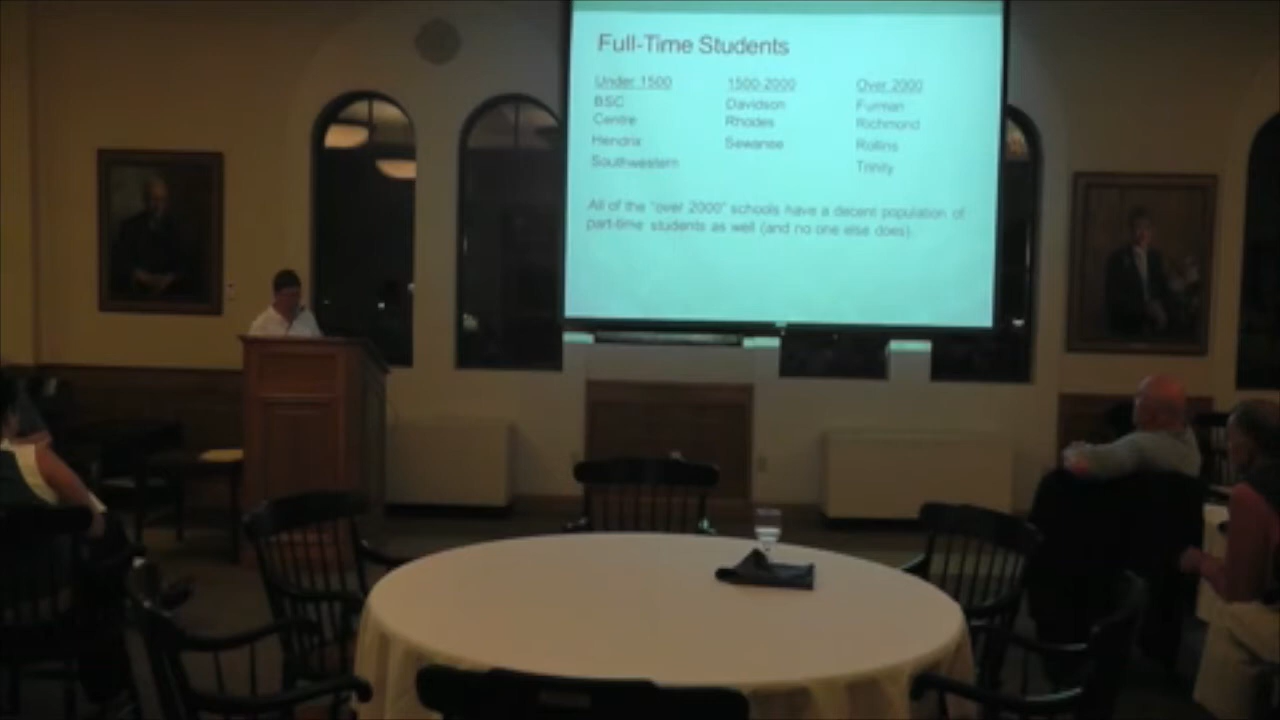 Full-Time Students
Under 1500 1500-2000 Over 2000
BSC Davidson Furman
Centre Rhodes Richmond
Hendrix Sewanee Rollins
Southwestern Trinity
All of the "over 2000" schools have a decent population of
part-time students as well (and no one else does).